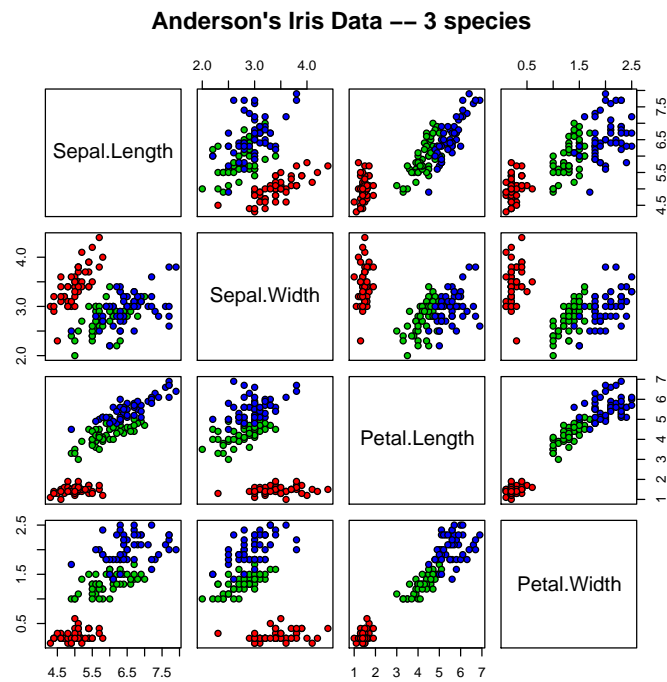 Anderson's Iris Data −− 3 species
2.0 3.0 4.0
0.5 1.5 2.5
Sepal.Length
4.5 5.5 6.5 7.5
2.0 3.0 4.0
Sepal.Width
Petal.Length
1 2 3 4 5 6 7
0.5 1.5 2.5
Petal.Width
4.5 5.5 6.5 7.5
1 2 3 4 5 6 7